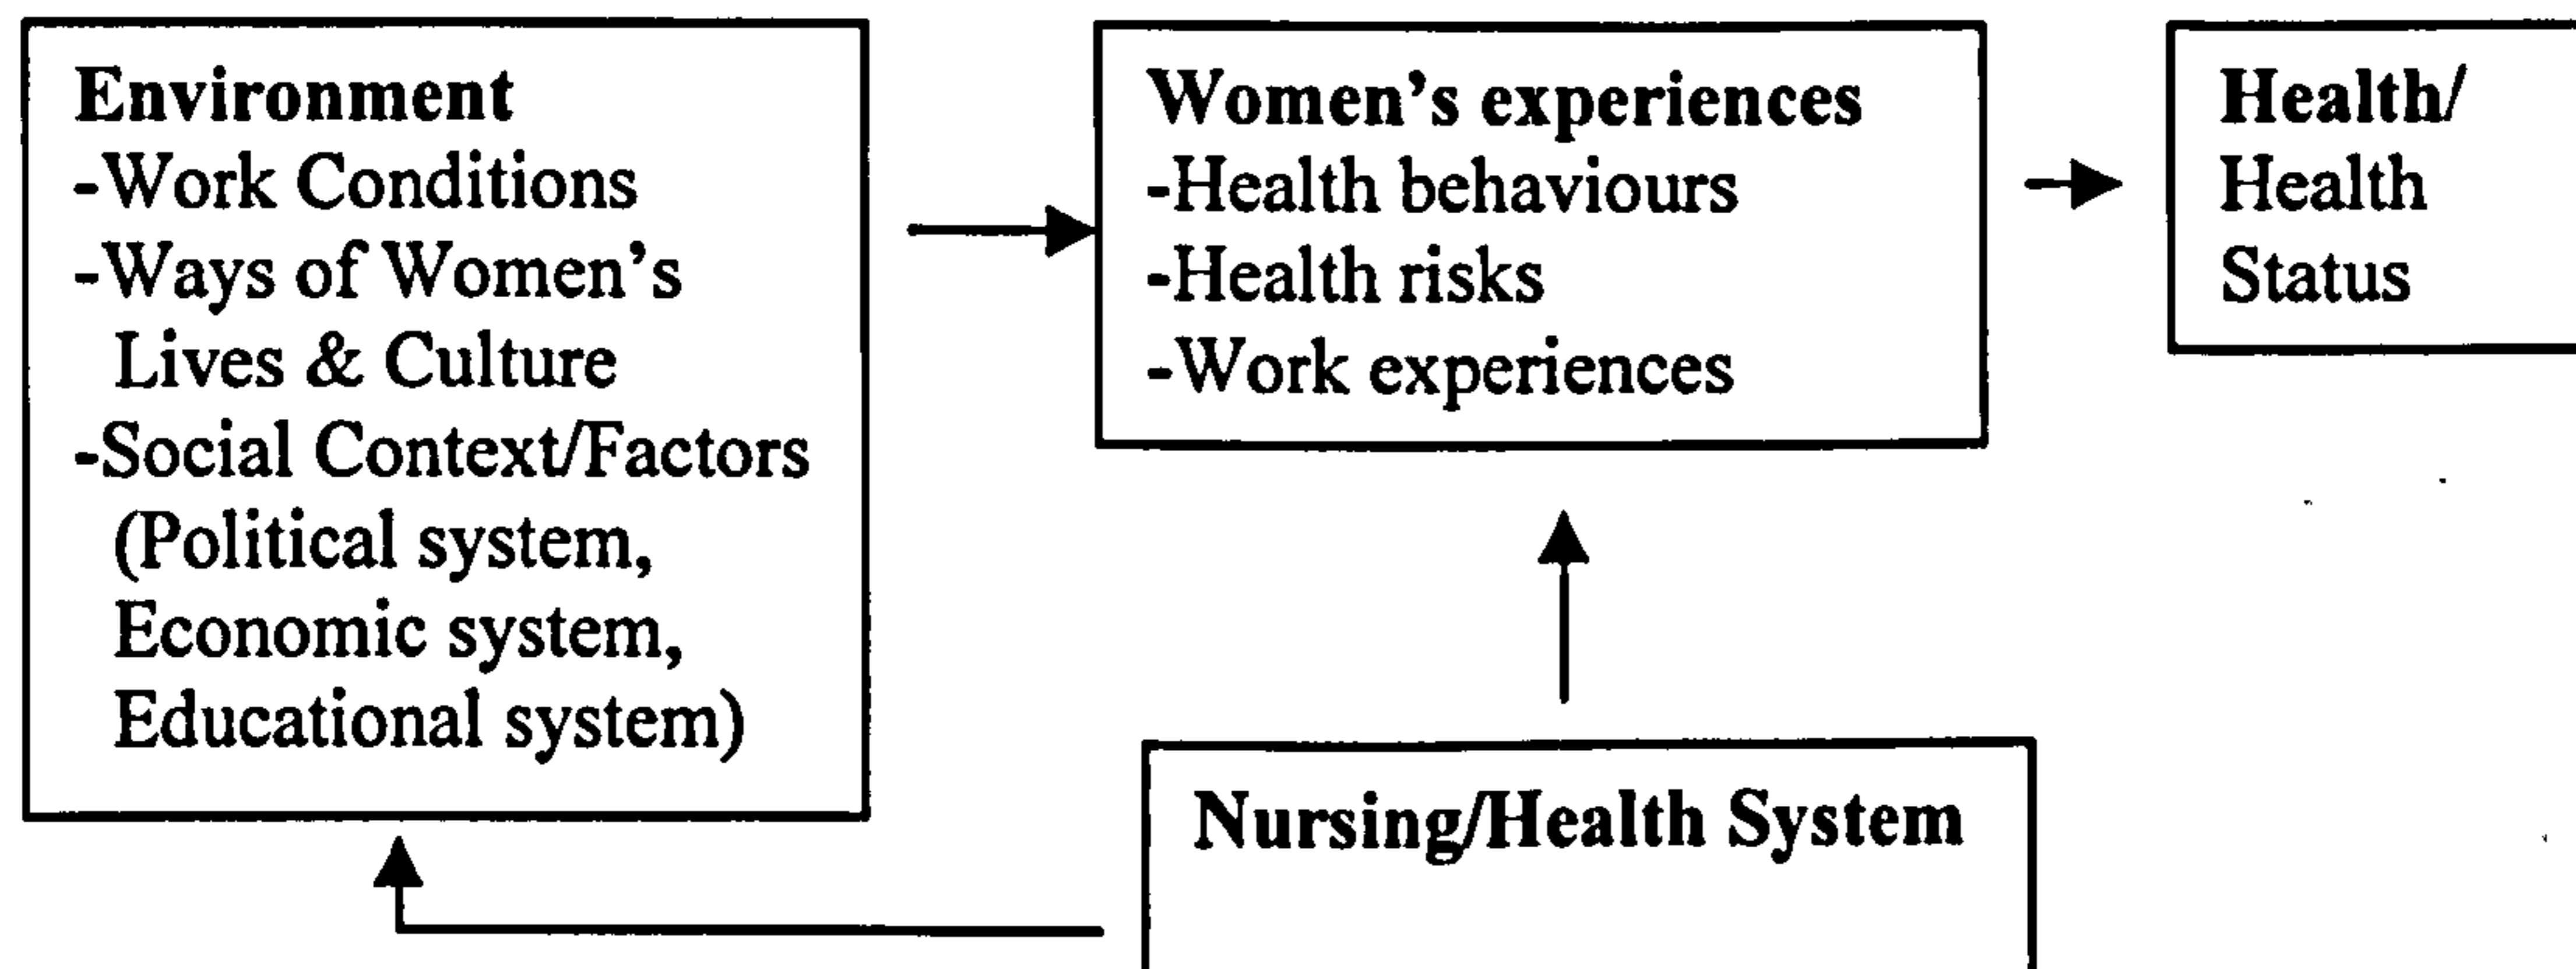 Environment
-Work Conditions
-Ways of Women's
Lives & Culture
-Social Context/Factors
(Political system,
Economic system,
Educational system)
Women's experiences
-Health behaviours
-Health risks
-Work experiences
Health/
Health
Status
Nursing/Health System